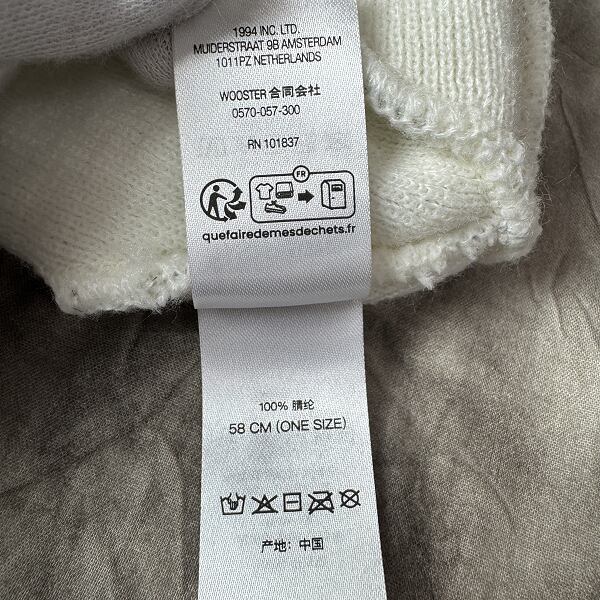 1994 INC. LTD.
MUIDERSTRAAT 9B AMSTERDAM
1011PZ NETHERLANDS
WOOSTER 合同会社
0570-057-300
RN 101837
FR
quefairedemesdechets.fr
100% 腈纶
58 CM (ONE SIZE)
产地: 中国